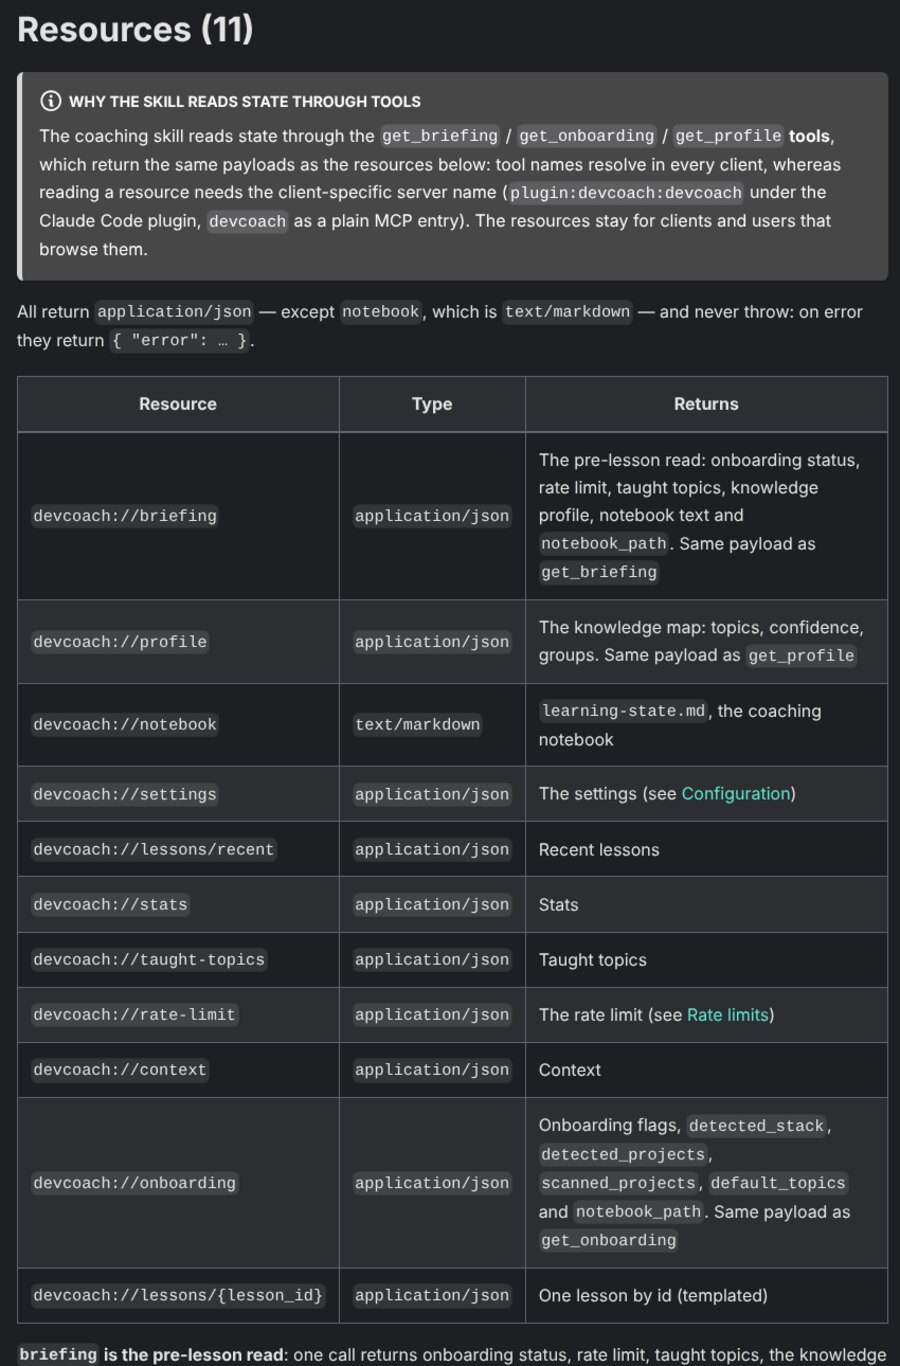 Resources (11)
WHY THE SKILL READS STATE THROUGH TOOLS
The coaching skill reads state through the get_briefing / get_onboarding / get_profile tools,
which return the same payloads as the resources below: tool names resolve in every client, whereas
reading a resource needs the client-specific server name (plugin:devcoach:devcoach under the
Claude Code plugin, devcoach as a plain MCP entry). The resources stay for clients and users that
browse them.
All return application/json — except notebook, which is text/markdown — and never throw: on error
they return { "error": … }.
Resource Type Returns
devcoach://briefing application/json The pre-lesson read: onboarding status,
rate limit, taught topics, knowledge
profile, notebook text and
notebook_path. Same payload as
get_briefing
devcoach://profile application/json The knowledge map: topics, confidence,
groups. Same payload as get_profile
devcoach://notebook text/markdown learning-state.md, the coaching
notebook
devcoach://settings application/json The settings (see Configuration)
devcoach://lessons/recent application/json Recent lessons
devcoach://stats application/json Stats
devcoach://taught-topics application/json Taught topics
devcoach://rate-limit application/json The rate limit (see Rate limits)
devcoach://context application/json Context
devcoach://onboarding application/json Onboarding flags, detected_stack,
detected_projects,
scanned_projects, default_topics
and notebook_path. Same payload as
get_onboarding
devcoach://lessons/{lesson_id} application/json One lesson by id (templated)
briefing is the pre-lesson read: one call returns onboarding status, rate limit, taught topics, the knowledge